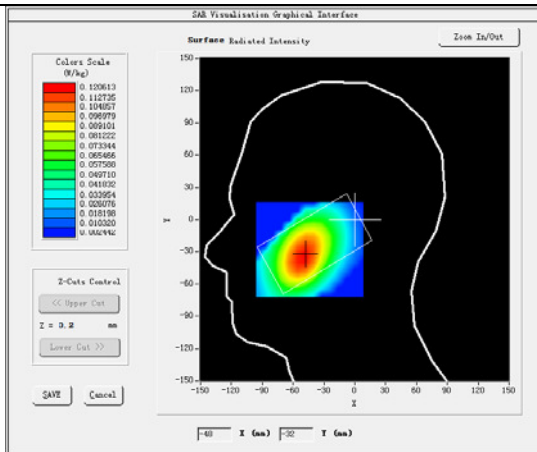 SAR Visualisation Graphical Interface
Surface Radiated Intensity
Zoom In/Out
Colors Scale
(W/kg)
0.120613
0.112735
0.104857
0.096979
0.089101
0.081222
0.073344
0.065466
0.057588
0.049710
0.041832
0.033954
0.026076
0.018198
0.010320
0.002442
Z-Cuts Control
<< Upper Cut
Z = 0.2 mm
Lower Cut >>
SAVE Cancel
150
120
90
60
30
0
-30
-60
-90
-120
-150
Y
-150 -120 -90 -60 -30 0 30 60 90 120 150
X
-48 X (mm) -32 Y (mm)